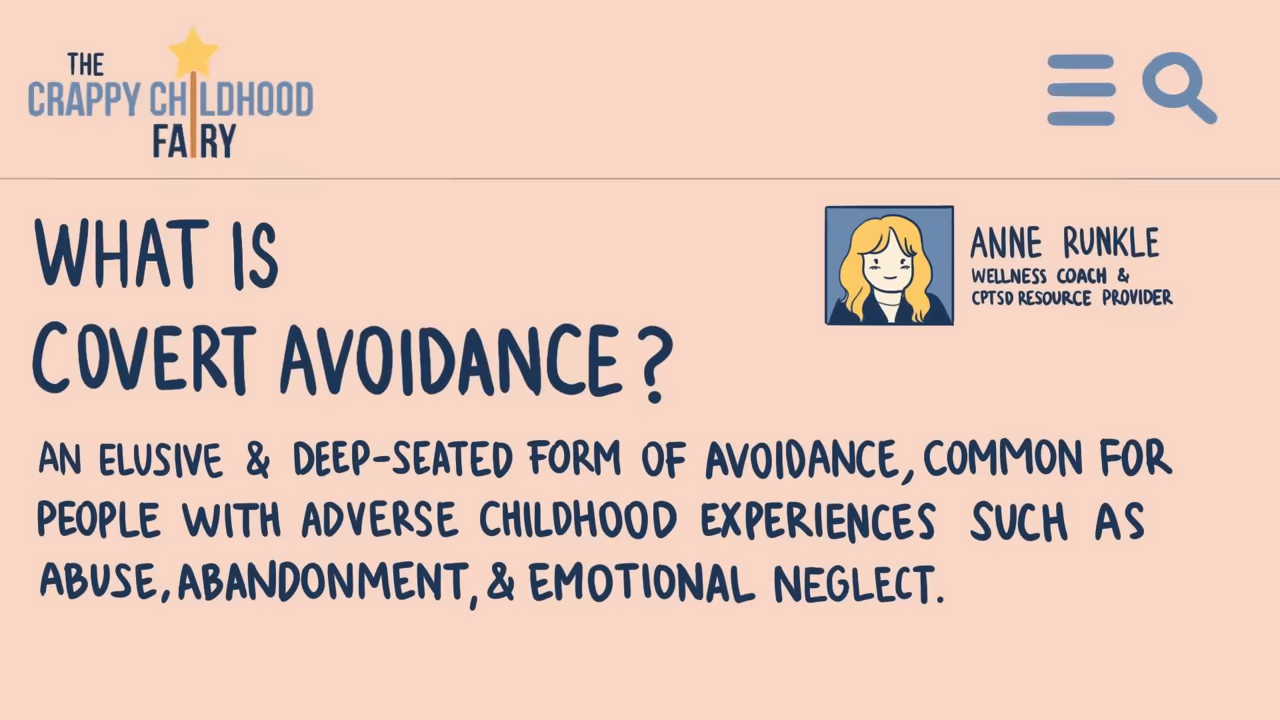 THE
CRAPPY CHILDHOOD
FAIRY
WHAT IS
COVERT AVOIDANCE?
ANNE RUNKLE
WELLNESS COACH &
CPTSD RESOURCE PROVIDER
AN ELUSIVE & DEEP-SEATED FORM OF AVOIDANCE, COMMON FOR
PEOPLE WITH ADVERSE CHILDHOOD EXPERIENCES SUCH AS
ABUSE, ABANDONMENT, & EMOTIONAL NEGLECT.